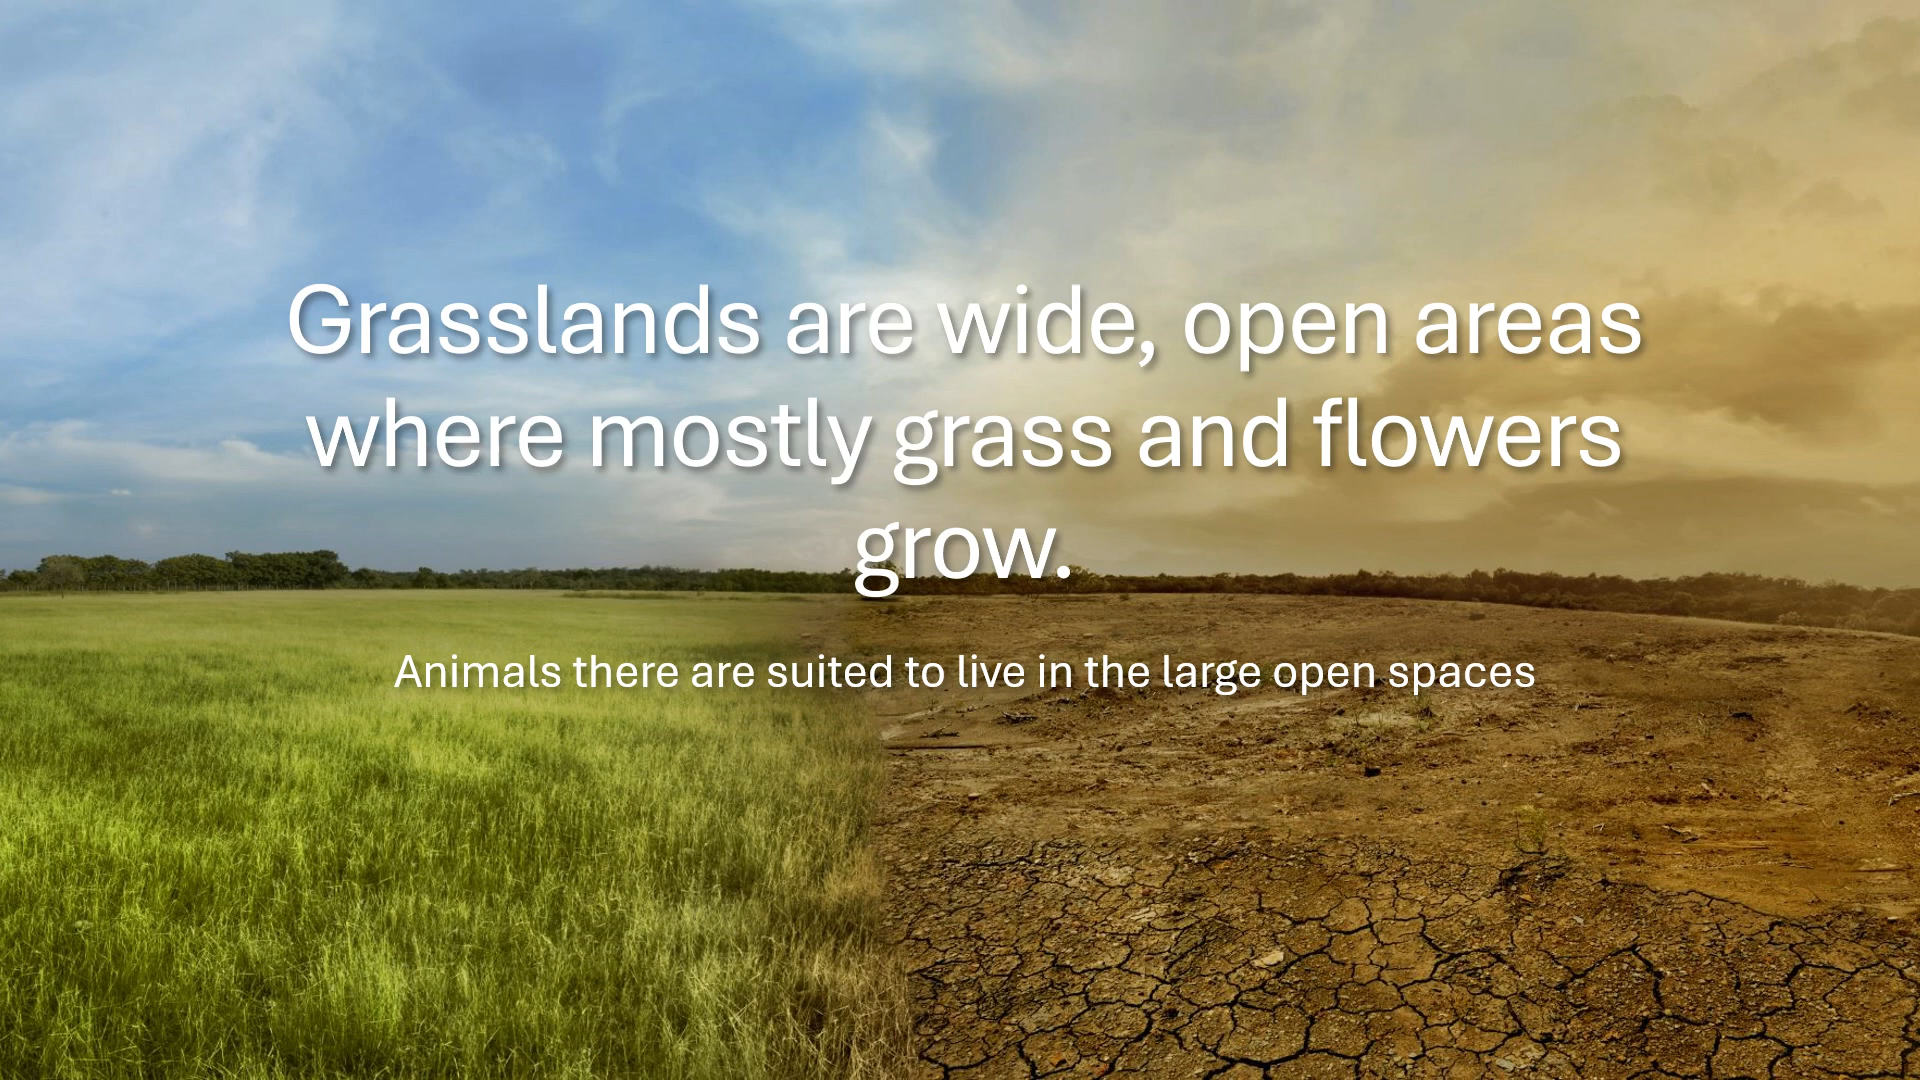 Grasslands are wide, open areas
where mostly grass and flowers
grow.
Animals there are suited to live in the large open spaces